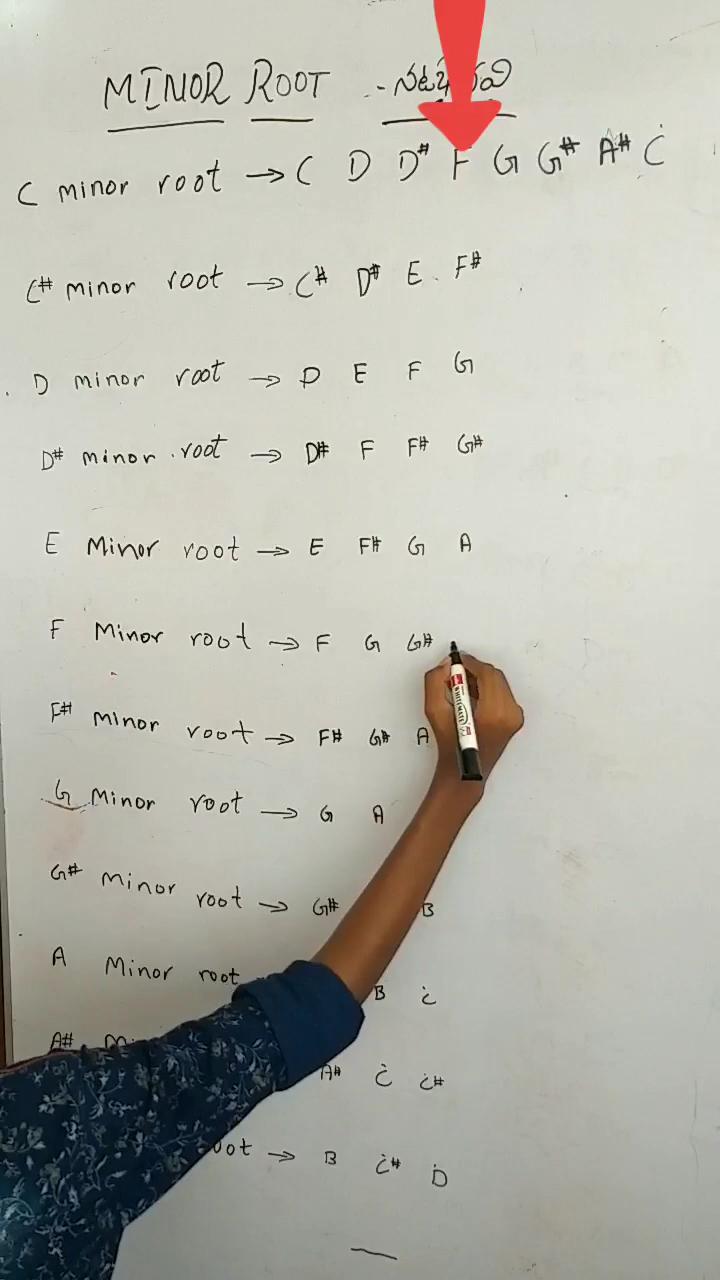 MINOR ROOT -
C minor root → C D D# F G G# A# Ċ
C# minor root → C# D# E F#
D minor root → D E F G
D# minor root → D# F F# G#
E Minor root → E F# G A
F Minor root → F G G#
F# minor root → F# G# A
G Minor root → G A
G# Minor root → G# B
A Minor root B Ċ
A# A# Ċ Ċ#
→ B Ċ# Ḋ
WHITEMATE